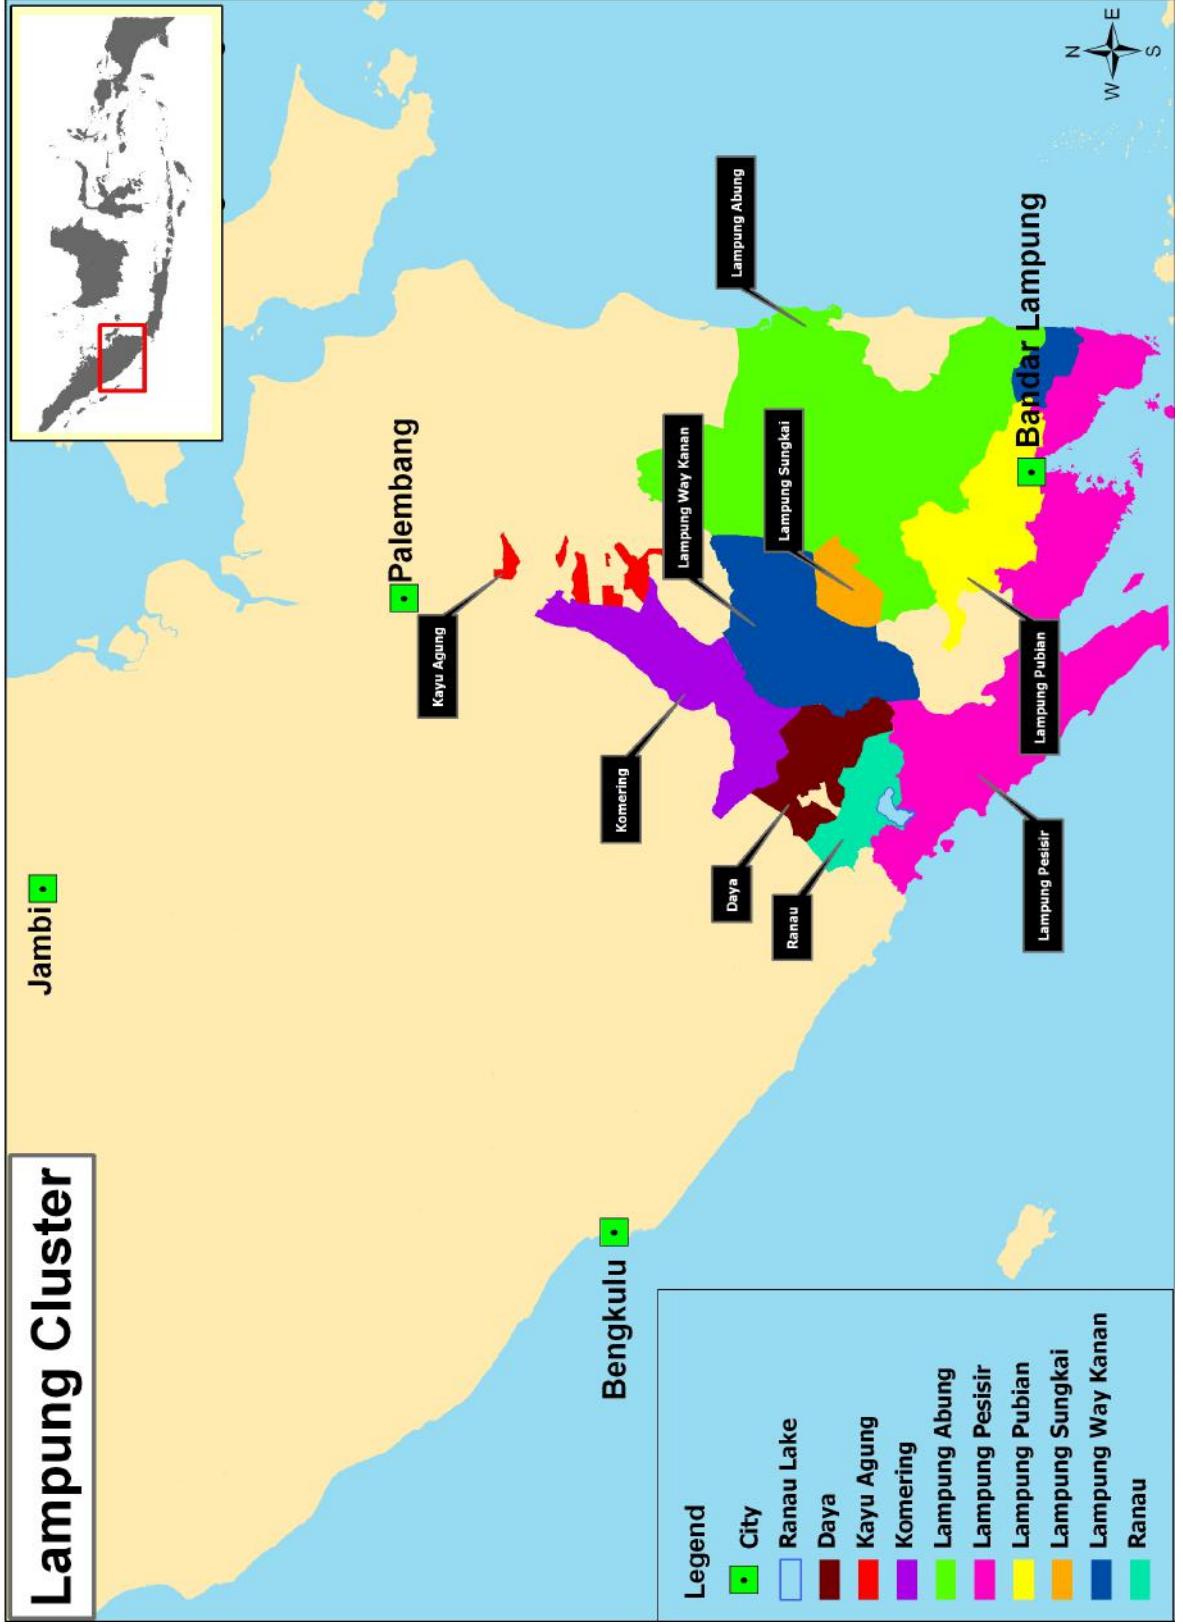 Lampung Cluster
Jambi
Palembang
Bengkulu
Bandar Lampung
Kayu Agung
Komering
Daya
Ranau
Lampung Way Kanan
Lampung Sungkai
Lampung Abung
Lampung Pubian
Lampung Pesisir
N
W
E
S
Legend
City
Ranau Lake
Daya
Kayu Agung
Komering
Lampung Abung
Lampung Pesisir
Lampung Pubian
Lampung Sungkai
Lampung Way Kanan
Ranau